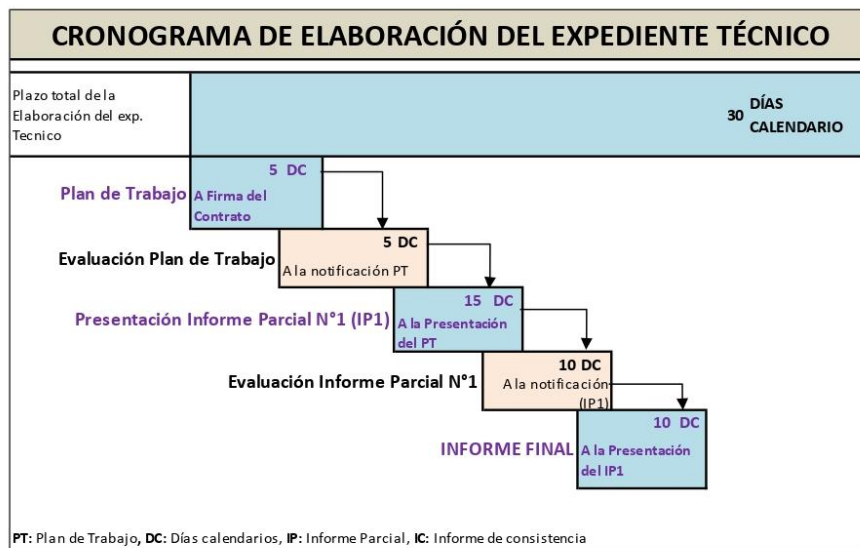 CRONOGRAMA DE ELABORACIÓN DEL EXPEDIENTE TÉCNICO
Plazo total de la
Elaboración del exp.
Tecnico
30 DÍAS
CALENDARIO
5 DC
Plan de Trabajo
A Firma del
Contrato
5 DC
Evaluación Plan de Trabajo
A la notificación PT
15 DC
Presentación Informe Parcial N°1 (IP1)
A la Presentación
del PT
10 DC
Evaluación Informe Parcial N°1
A la notificación
(IP1)
10 DC
INFORME FINAL
A la Presentación
del IP1
PT: Plan de Trabajo, DC: Días calendarios, IP: Informe Parcial, IC: Informe de consistencia